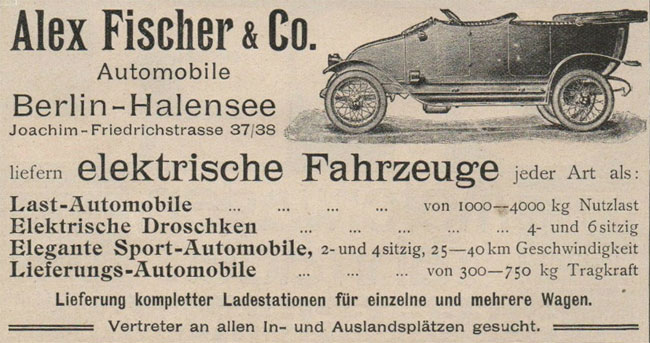 Alex Fischer & Co.
Automobile
Berlin-Halensee
Joachim-Friedrichstrasse 37/38
liefern elektrische Fahrzeuge jeder Art als:
Last-Automobile ... ... ... ... von 1000—4000 kg Nutzlast
Elektrische Droschken ... ... ... ... ... 4- und 6sitzig
Elegante Sport-Automobile, 2- und 4sitzig, 25—40 km Geschwindigkeit
Lieferungs-Automobile ... ... ... von 300—750 kg Tragkraft
Lieferung kompletter Ladestationen für einzelne und mehrere Wagen.
Vertreter an allen In- und Auslandsplätzen gesucht.